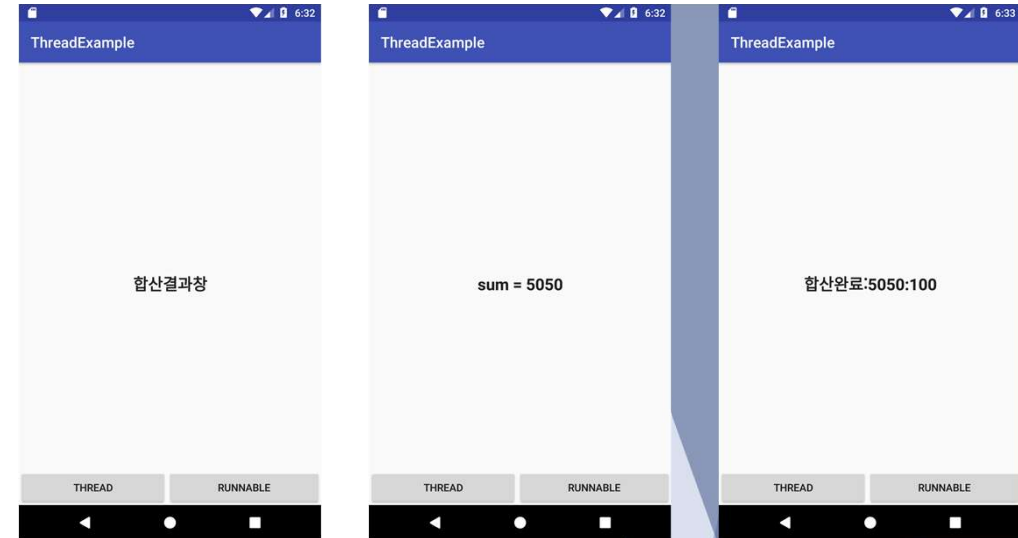 6:32
ThreadExample
합산결과창
THREAD RUNNABLE
6:32
ThreadExample
sum = 5050
THREAD RUNNABLE
6:33
ThreadExample
합산완료:5050:100
THREAD RUNNABLE